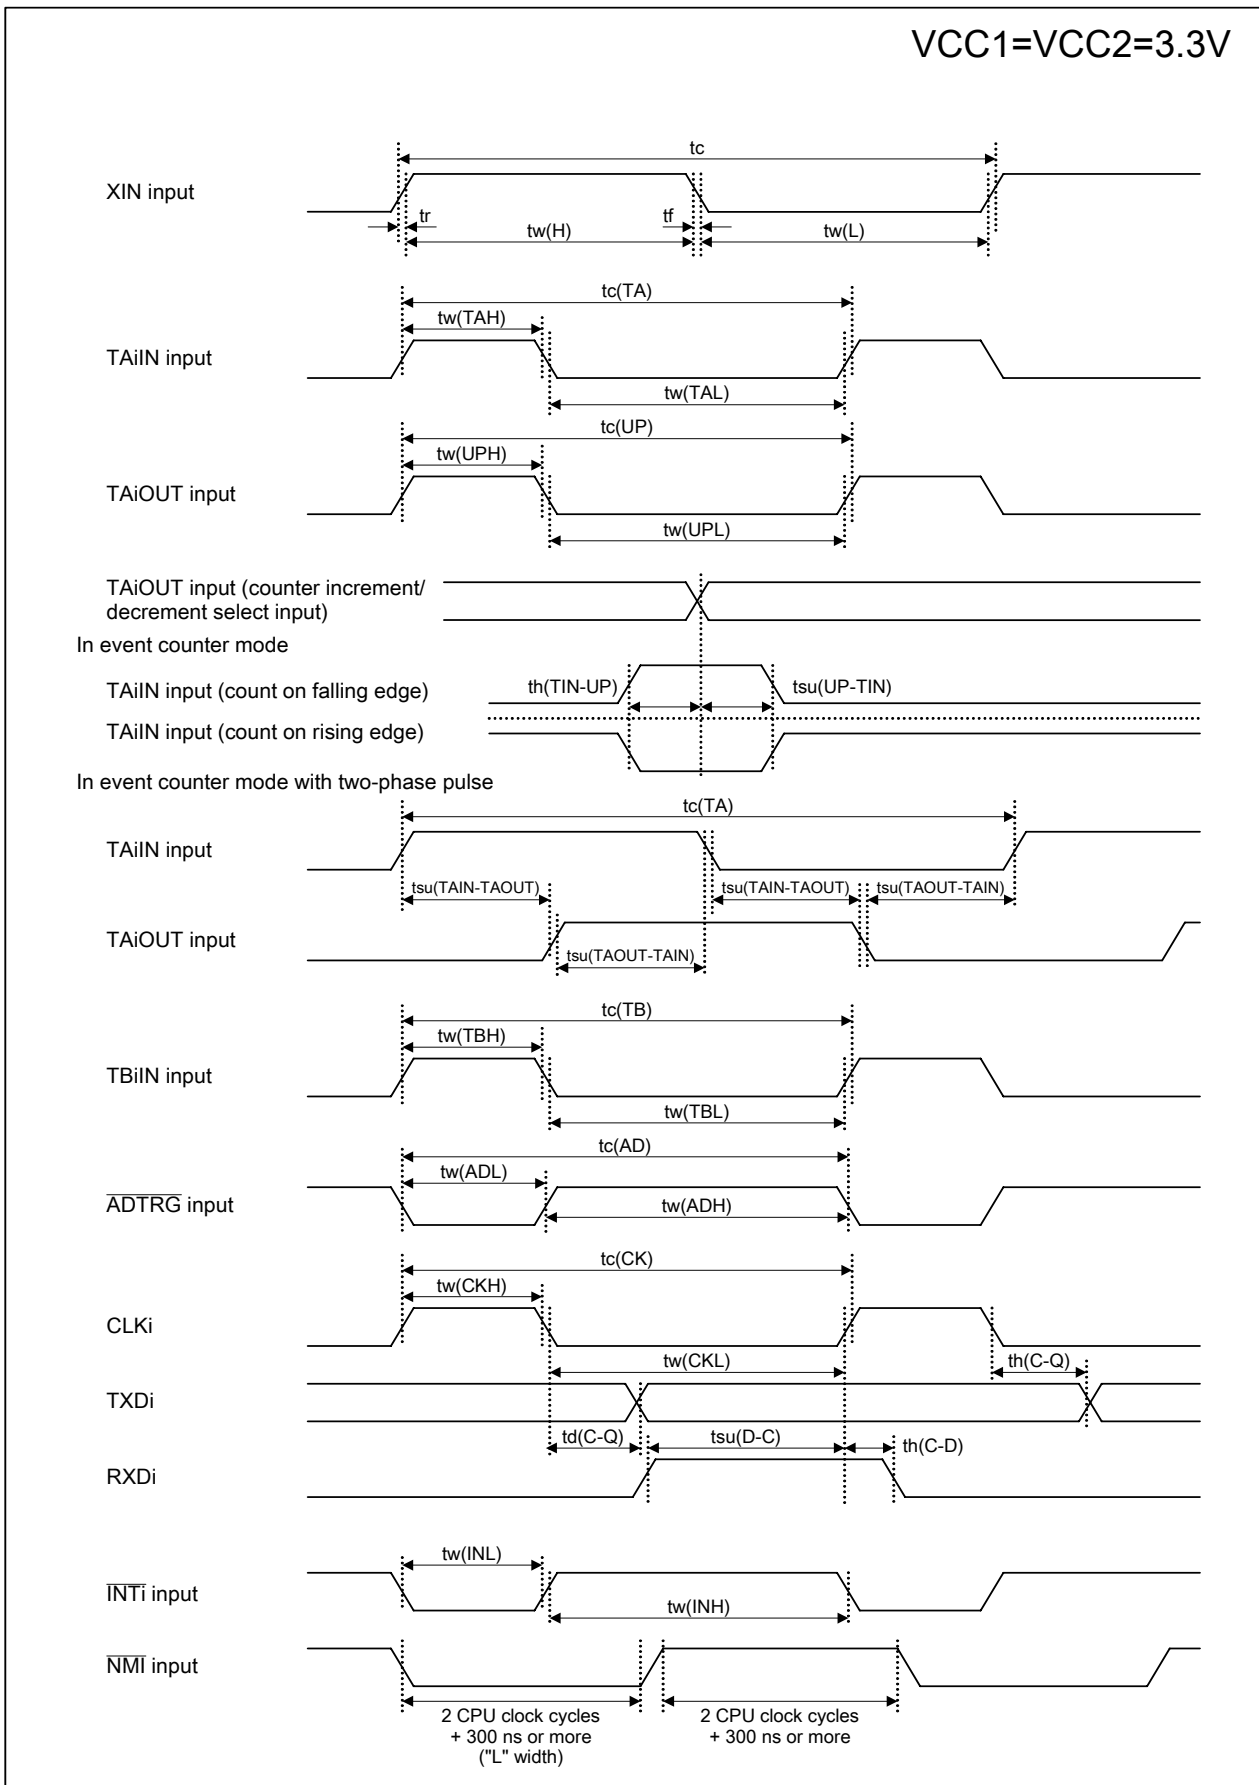 VCC1=VCC2=3.3V
tc
XIN input
tr
tf
tw(H)
tw(L)
tc(TA)
tw(TAH)
TAiIN input
tw(TAL)
tc(UP)
tw(UPH)
TAiOUT input
tw(UPL)
TAiOUT input (counter increment/
decrement select input)
In event counter mode
TAiIN input (count on falling edge)
th(TIN-UP)
tsu(UP-TIN)
TAiIN input (count on rising edge)
In event counter mode with two-phase pulse
tc(TA)
TAiIN input
tsu(TAIN-TAOUT)
tsu(TAIN-TAOUT)
tsu(TAOUT-TAIN)
TAiOUT input
tsu(TAOUT-TAIN)
tc(TB)
tw(TBH)
TBiIN input
tw(TBL)
tc(AD)
tw(ADL)
ADTRG input
tw(ADH)
tc(CK)
tw(CKH)
CLKi
tw(CKL)
th(C-Q)
TXDi
td(C-Q)
tsu(D-C)
th(C-D)
RXDi
tw(INL)
INTi input
tw(INH)
NMI input
2 CPU clock cycles
+ 300 ns or more
("L" width)
2 CPU clock cycles
+ 300 ns or more